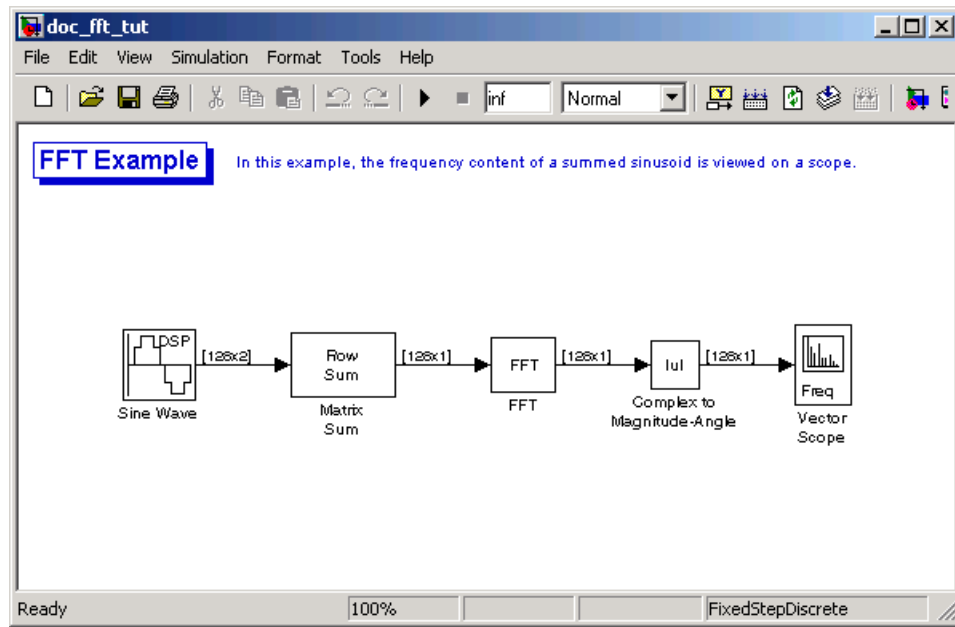 doc_fft_tut
File Edit View Simulation Format Tools Help
inf Normal
FFT Example
In this example, the frequency content of a summed sinusoid is viewed on a scope.
DSP
[128x2]
Row
Sum
[128x1]
FFT
[128x1]
|u|
[128x1]
Freq
Sine Wave
Matrix
Sum
FFT
Complex to
Magnitude-Angle
Vector
Scope
Ready 100% FixedStepDiscrete